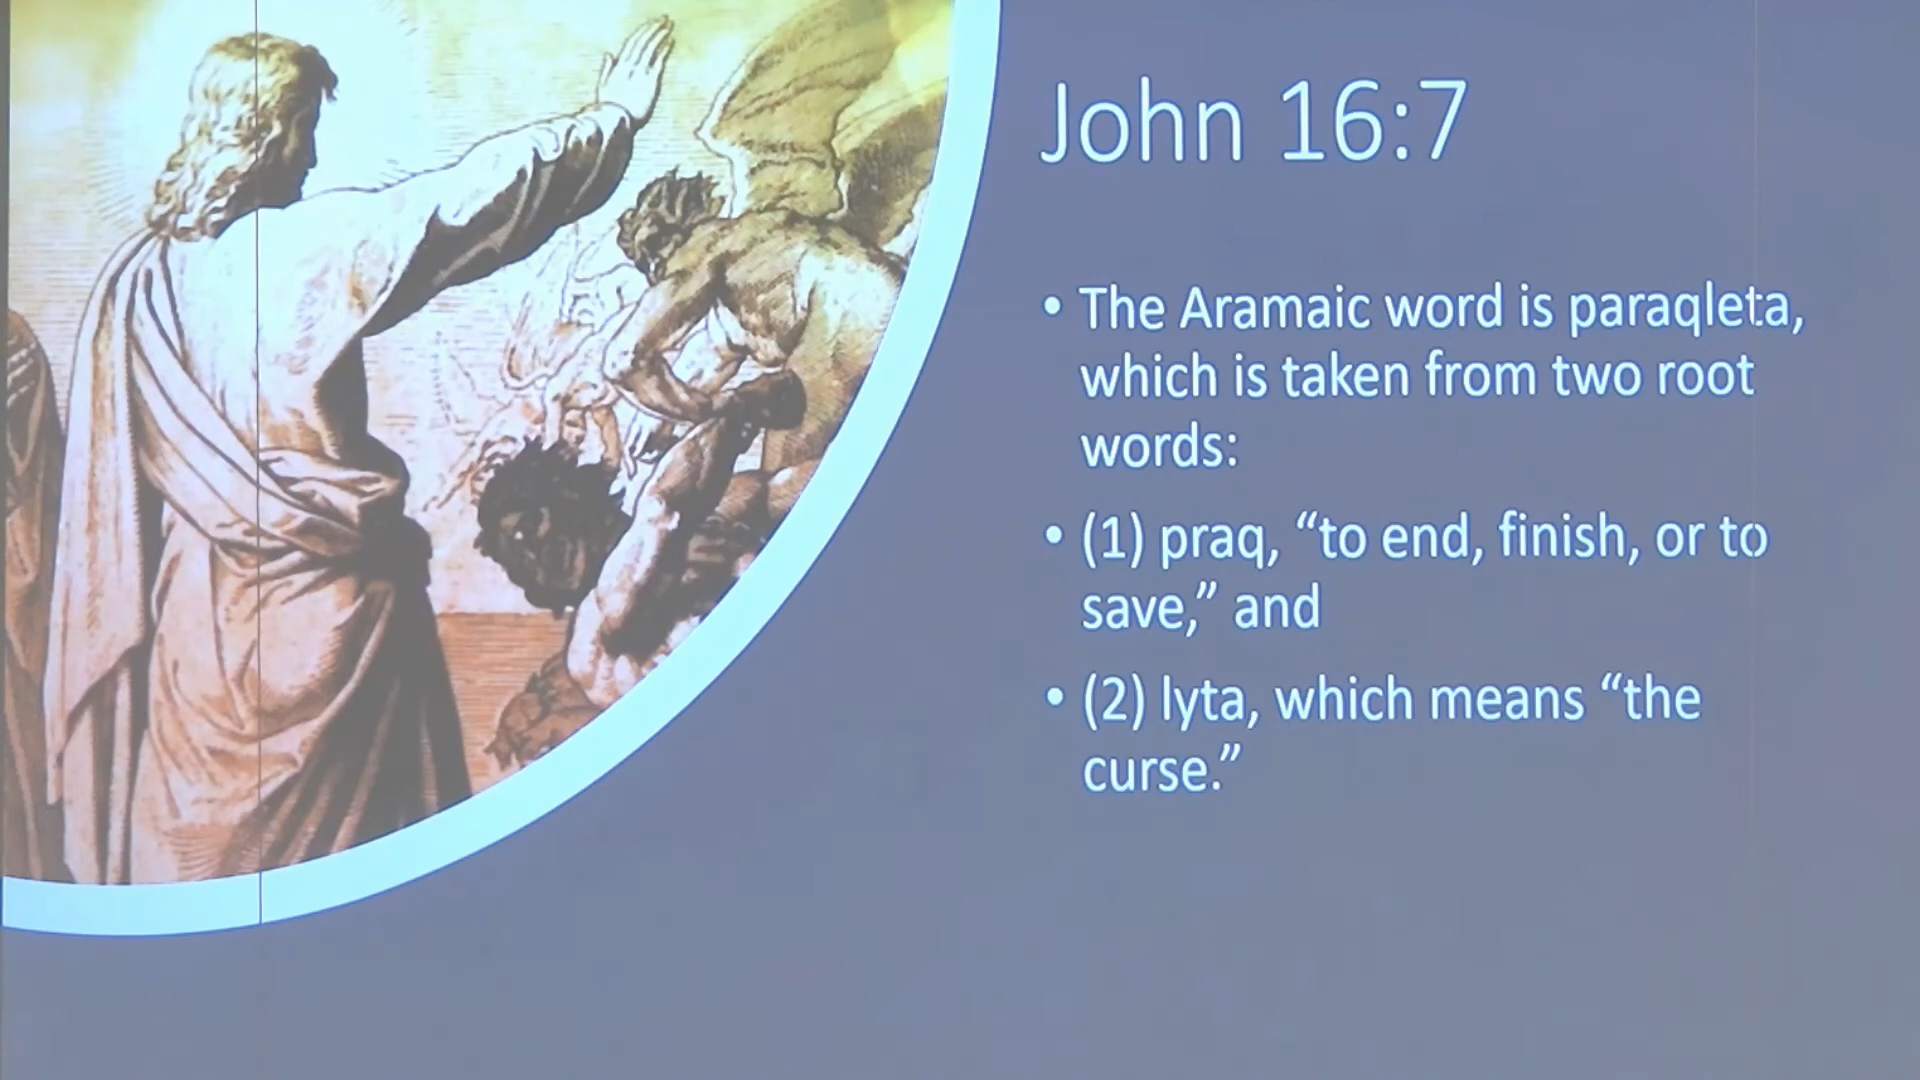 John 16:7
• The Aramaic word is paraqleta,
which is taken from two root
words:
• (1) praq, “to end, finish, or to
save,” and
• (2) lyta, which means “the
curse.”